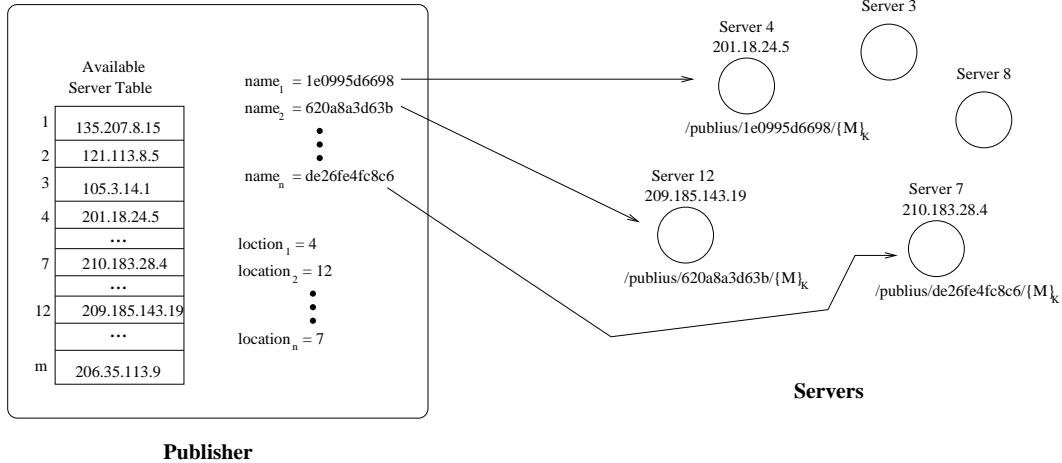 Available
Server Table
1 135.207.8.15
2 121.113.8.5
3 105.3.14.1
4 201.18.24.5
...
7 210.183.28.4
...
12 209.185.143.19
...
m 206.35.113.9
name1 = 1e0995d6698
name2 = 620a8a3d63b
namen = de26fe4fc8c6
loction1 = 4
location2 = 12
locationn = 7
Publisher
Server 3
Server 4
201.18.24.5
/publius/1e0995d6698/{M}K
Server 8
Server 12
209.185.143.19
/publius/620a8a3d63b/{M}K
Server 7
210.183.28.4
/publius/de26fe4fc8c6/{M}K
Servers